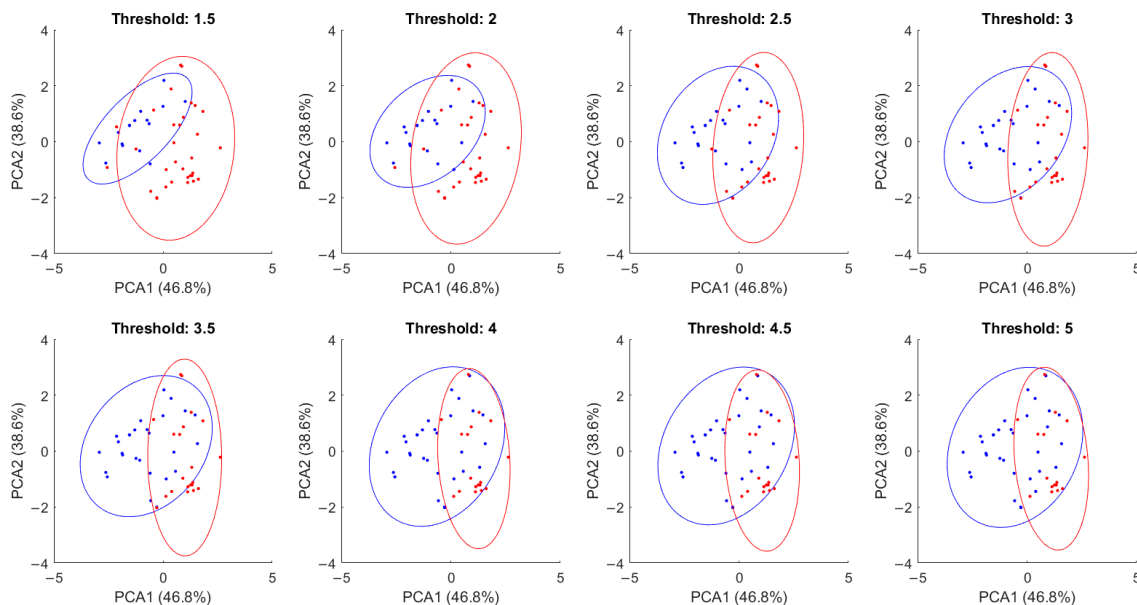 Threshold: 1.5
4
2
0
−2
−4
PCA2 (38.6%)
−5
0
5
PCA1 (46.8%)
Threshold: 2
4
2
0
−2
−4
PCA2 (38.6%)
−5
0
5
PCA1 (46.8%)
Threshold: 2.5
4
2
0
−2
−4
PCA2 (38.6%)
−5
0
5
PCA1 (46.8%)
Threshold: 3
4
2
0
−2
−4
PCA2 (38.6%)
−5
0
5
PCA1 (46.8%)
Threshold: 3.5
4
2
0
−2
−4
PCA2 (38.6%)
−5
0
5
PCA1 (46.8%)
Threshold: 4
4
2
0
−2
−4
PCA2 (38.6%)
−5
0
5
PCA1 (46.8%)
Threshold: 4.5
4
2
0
−2
−4
PCA2 (38.6%)
−5
0
5
PCA1 (46.8%)
Threshold: 5
4
2
0
−2
−4
PCA2 (38.6%)
−5
0
5
PCA1 (46.8%)